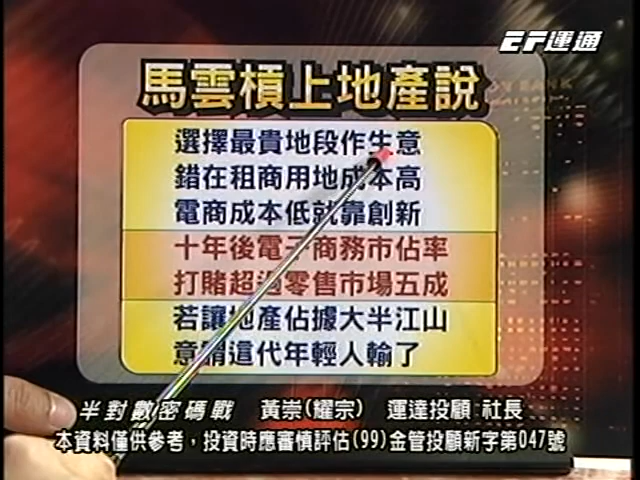 EF運通
馬雲槓上地產說
選擇最貴地段作生意
錯在租商用地成本高
電商成本低就靠創新
十年後電子商務市佔率
打賭超過零售市場五成
若讓地產佔據大半江山
意謂這代年輕人輸了
半對數密碼戰 黃崇(耀宗) 運達投顧 社長
本資料僅供參考,投資時應審慎評估(99)金管投顧新字第047號